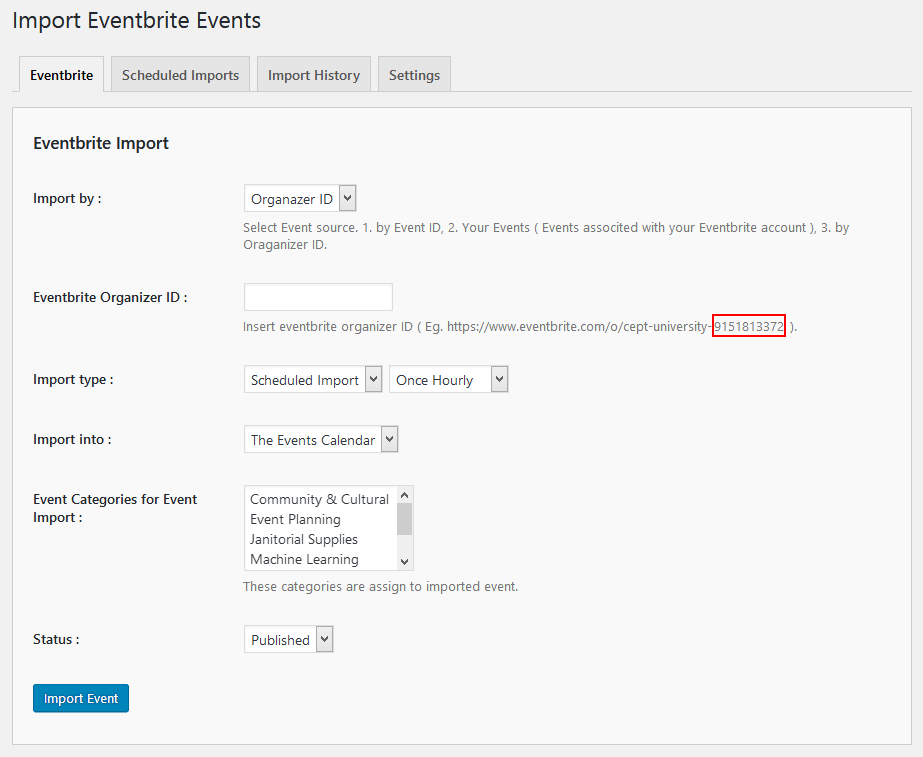 Import Eventbrite Events
Eventbrite
Scheduled Imports
Import History
Settings
Eventbrite Import
Import by :
Organazer ID
Select Event source. 1. by Event ID, 2. Your Events ( Events associted with your Eventbrite account ), 3. by
Oraganizer ID.
Eventbrite Organizer ID :
Insert eventbrite organizer ID ( Eg. https://www.eventbrite.com/o/cept-university-9151813372 ).
Import type :
Scheduled Import
Once Hourly
Import into :
The Events Calendar
Event Categories for Event
Import :
Community & Cultural
Event Planning
Janitorial Supplies
Machine Learning
These categories are assign to imported event.
Status :
Published
Import Event